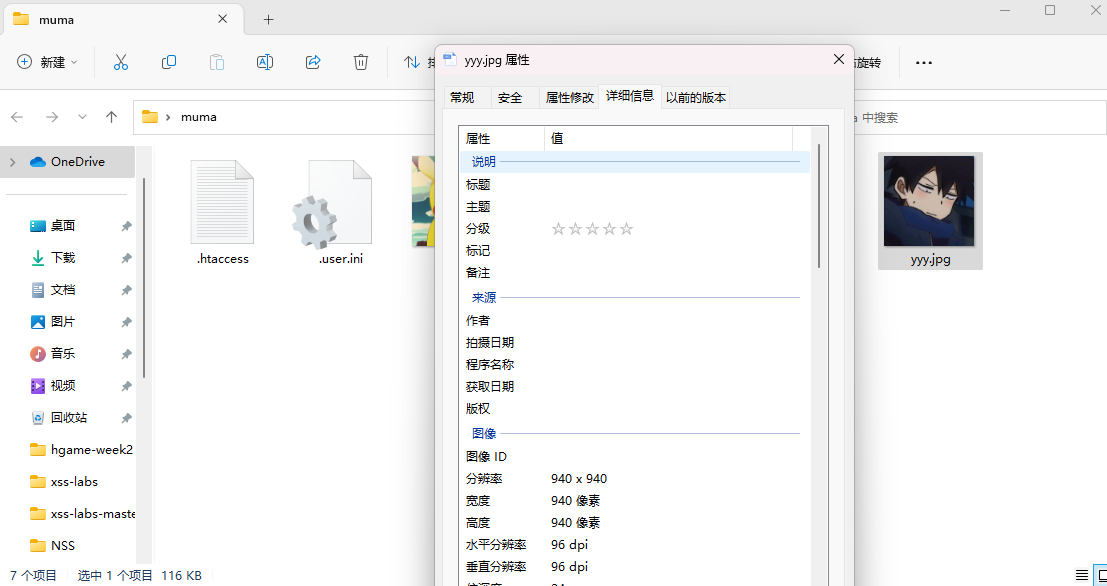 muma
新建
yyy.jpg 属性
旋转
常规 安全 属性修改 详细信息 以前的版本
muma
中搜索
属性 值
OneDrive
说明
标题
主题
桌面
分级
标记
下载
.htaccess .user.ini
yyy.jpg
备注
文档
来源
图片
作者
拍摄日期
音乐
程序名称
视频
获取日期
版权
回收站
图像
hgame-week2
图像 ID
分辨率 940 x 940
xss-labs
宽度 940 像素
xss-labs-maste
高度 940 像素
NSS
水平分辨率 96 dpi
垂直分辨率 96 dpi
7 个项目 选中 1 个项目 116 KB